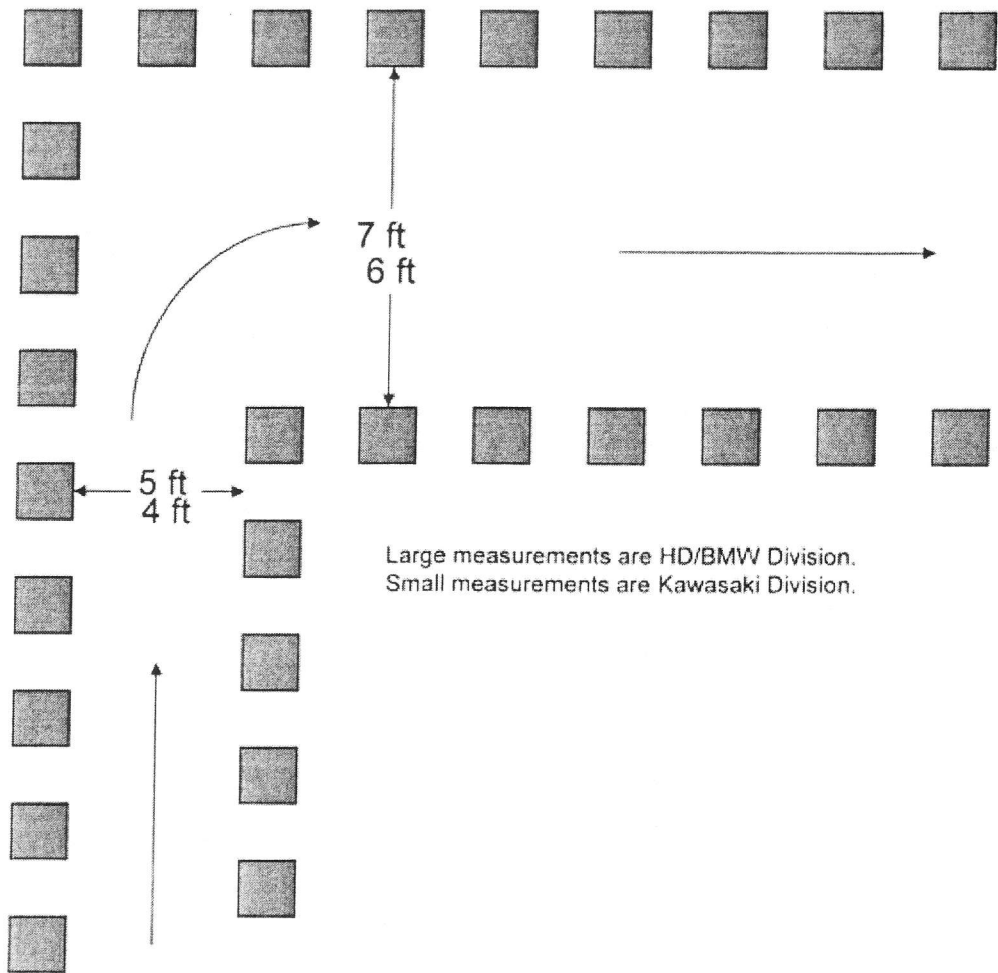 7 ft
6 ft
5 ft
4 ft
Large measurements are HD/BMW Division.
Small measurements are Kawasaki Division.